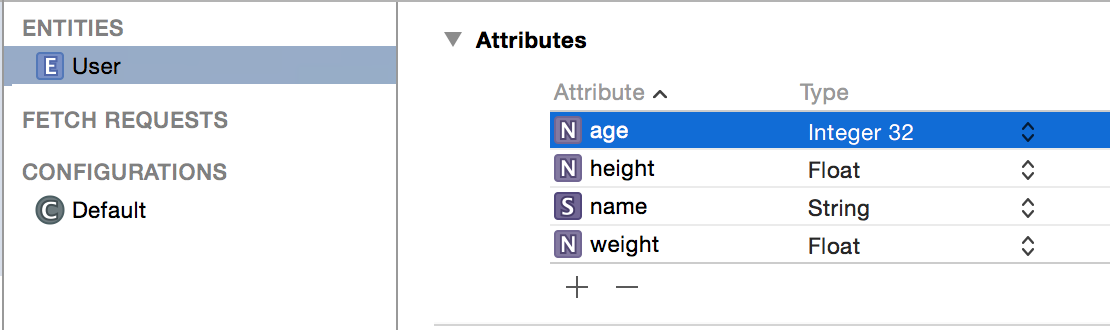 ENTITIES
E User
FETCH REQUESTS
CONFIGURATIONS
C Default
Attributes
Attribute Type
N age Integer 32
N height Float
S name String
N weight Float